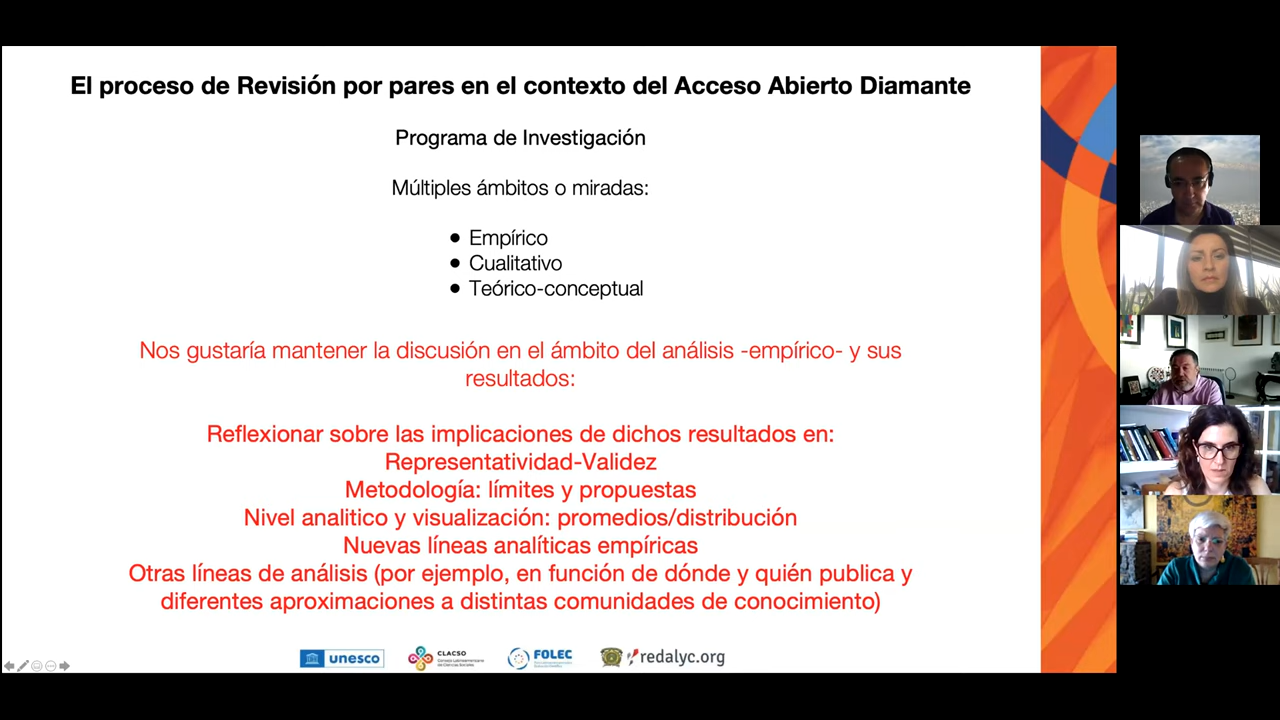 El proceso de Revisión por pares en el contexto del Acceso Abierto Diamante
Programa de Investigación
Múltiples ámbitos o miradas:
● Empírico
● Cualitativo
● Teórico-conceptual
Nos gustaría mantener la discusión en el ámbito del análisis -empírico- y sus
resultados:
Reflexionar sobre las implicaciones de dichos resultados en:
Representatividad-Validez
Metodología: límites y propuestas
Nivel analitico y visualización: promedios/distribución
Nuevas líneas analíticas empíricas
Otras líneas de análisis (por ejemplo, en función de dónde y quién publica y
diferentes aproximaciones a distintas comunidades de conocimiento)
unesco
CLACSO
FOLEC
redalyc.org